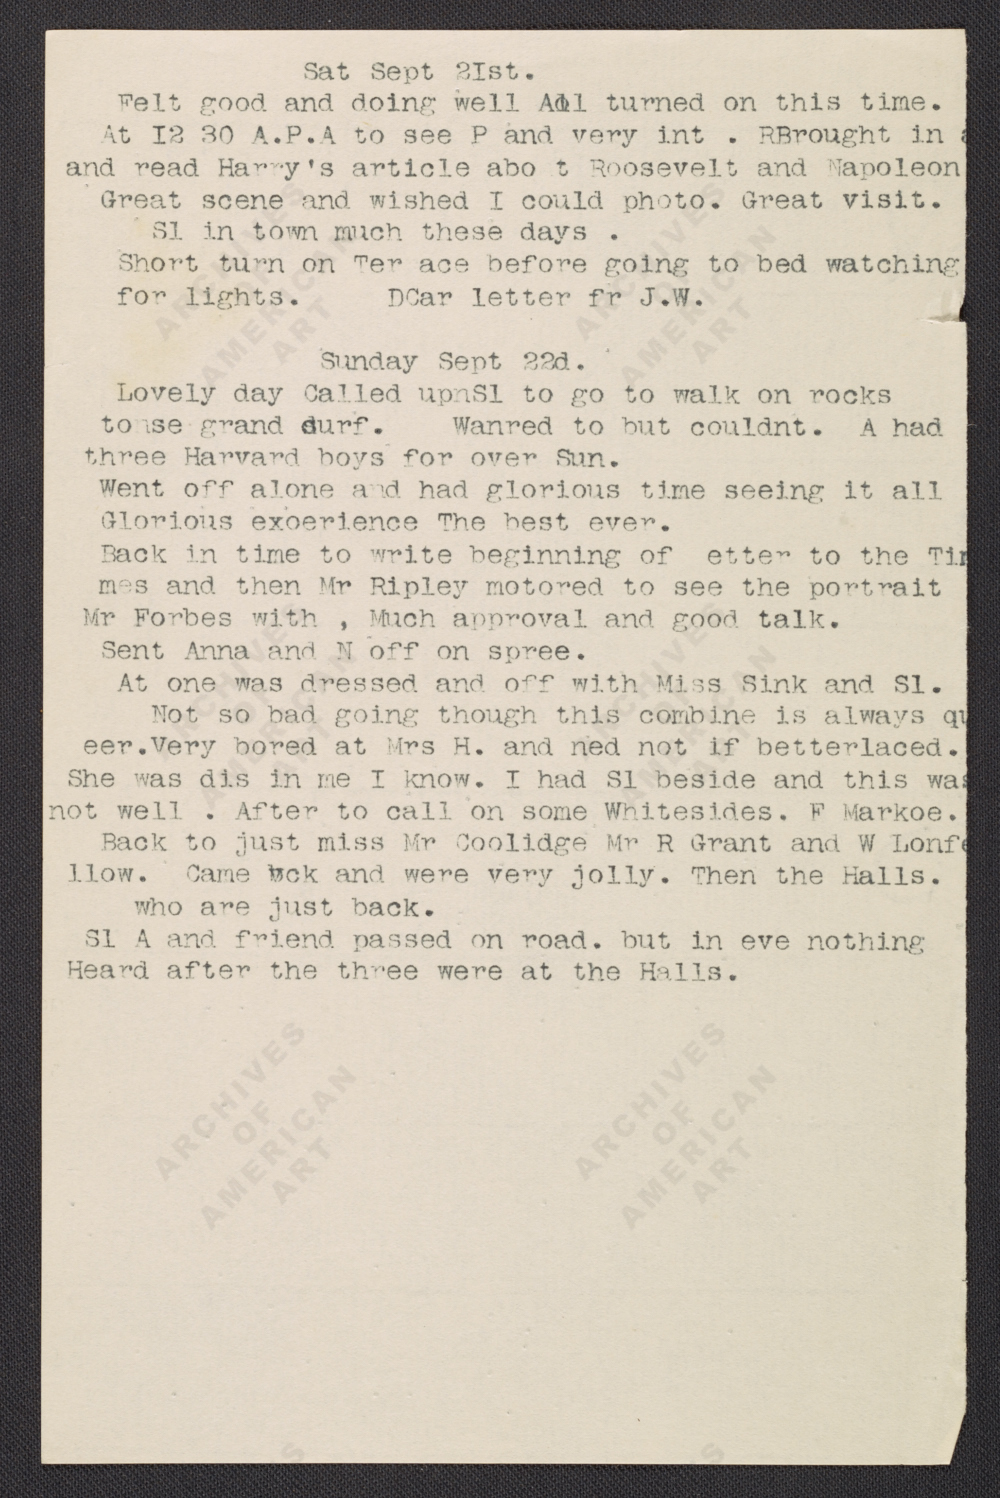 Sat Sept 2Ist.
Felt good and doing well All turned on this time.
At I2 30 A.P.A to see P and very int . RBrought in a
and read Harry's article abo t Roosevelt and Napoleon
Great scene and wished I could photo. Great visit.
Sl in town much these days .
Short turn on Ter ace before going to bed watching
for lights. DCar letter fr J.W.
Sunday Sept 22d.
Lovely day Called upnSl to go to walk on rocks
to use grand surf. Wanred to but couldnt. A had
three Harvard boys for over Sun.
Went off alone and had glorious time seeing it all
Glorious exoerience The best ever.
Back in time to write beginning of etter to the Tim
mes and then Mr Ripley motored to see the portrait
Mr Forbes with , Much approval and good talk.
Sent Anna and N off on spree.
At one was dressed and off with Miss Sink and Sl.
Not so bad going though this combine is always qu
eer.Very bored at Mrs H. and ned not if betterlaced.
She was dis in me I know. I had Sl beside and this was
not well . After to call on some Whitesides. F Markoe.
Back to just miss Mr Coolidge Mr R Grant and W Lonfe
llow. Came bck and were very jolly. Then the Halls.
who are just back.
Sl A and friend passed on road. but in eve nothing
Heard after the three were at the Halls.
ARCHIVES OF AMERICAN ART